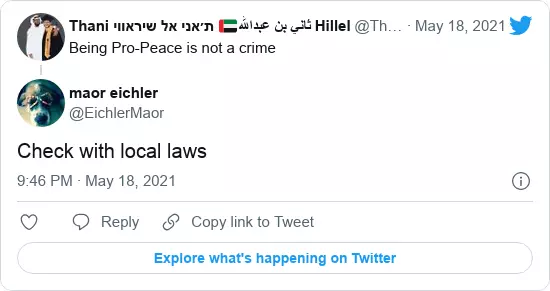 Thani ת׳אני אל שיראווי 🇦🇪ثاني بن عبدالله Hillel @Th… · May 18, 2021
Being Pro-Peace is not a crime
maor eichler
@EichlerMaor
Check with local laws
9:46 PM · May 18, 2021
Reply Copy link to Tweet
Explore what's happening on Twitter